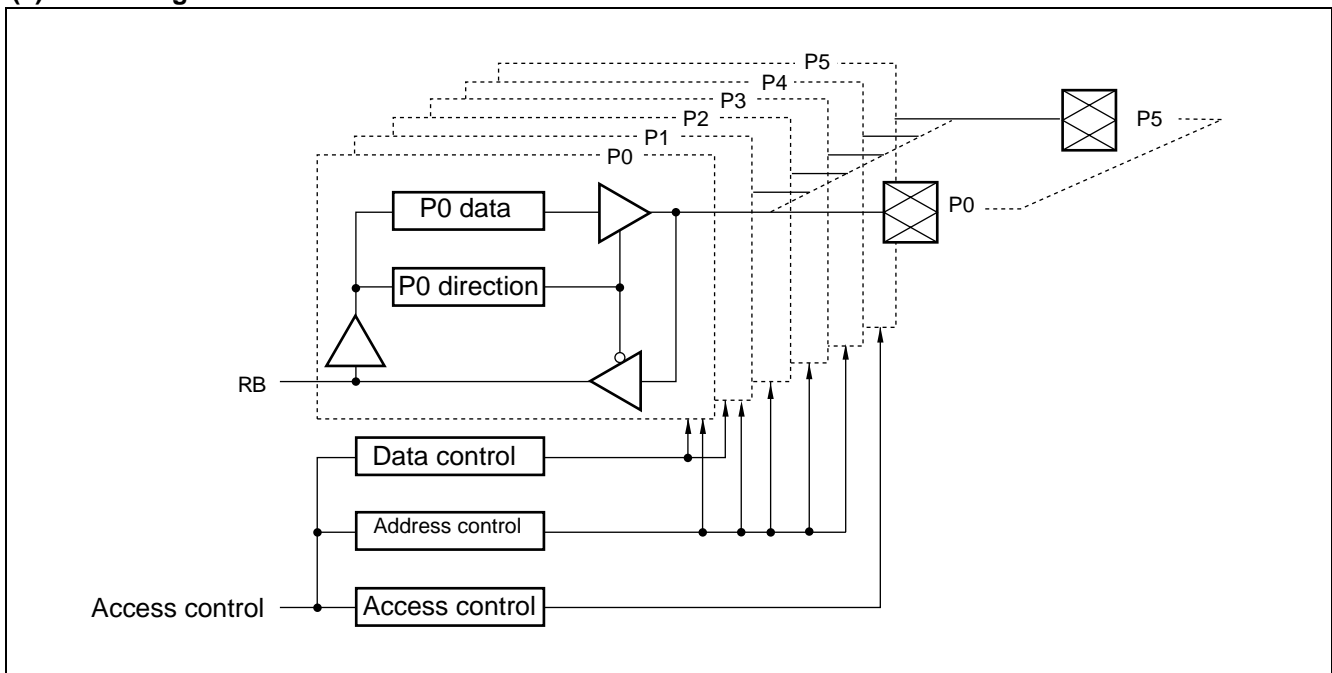 P5
P4
P3
P2
P1
P0
P5
P0 data
P0
P0 direction
RB
Data control
Address control
Access control
Access control